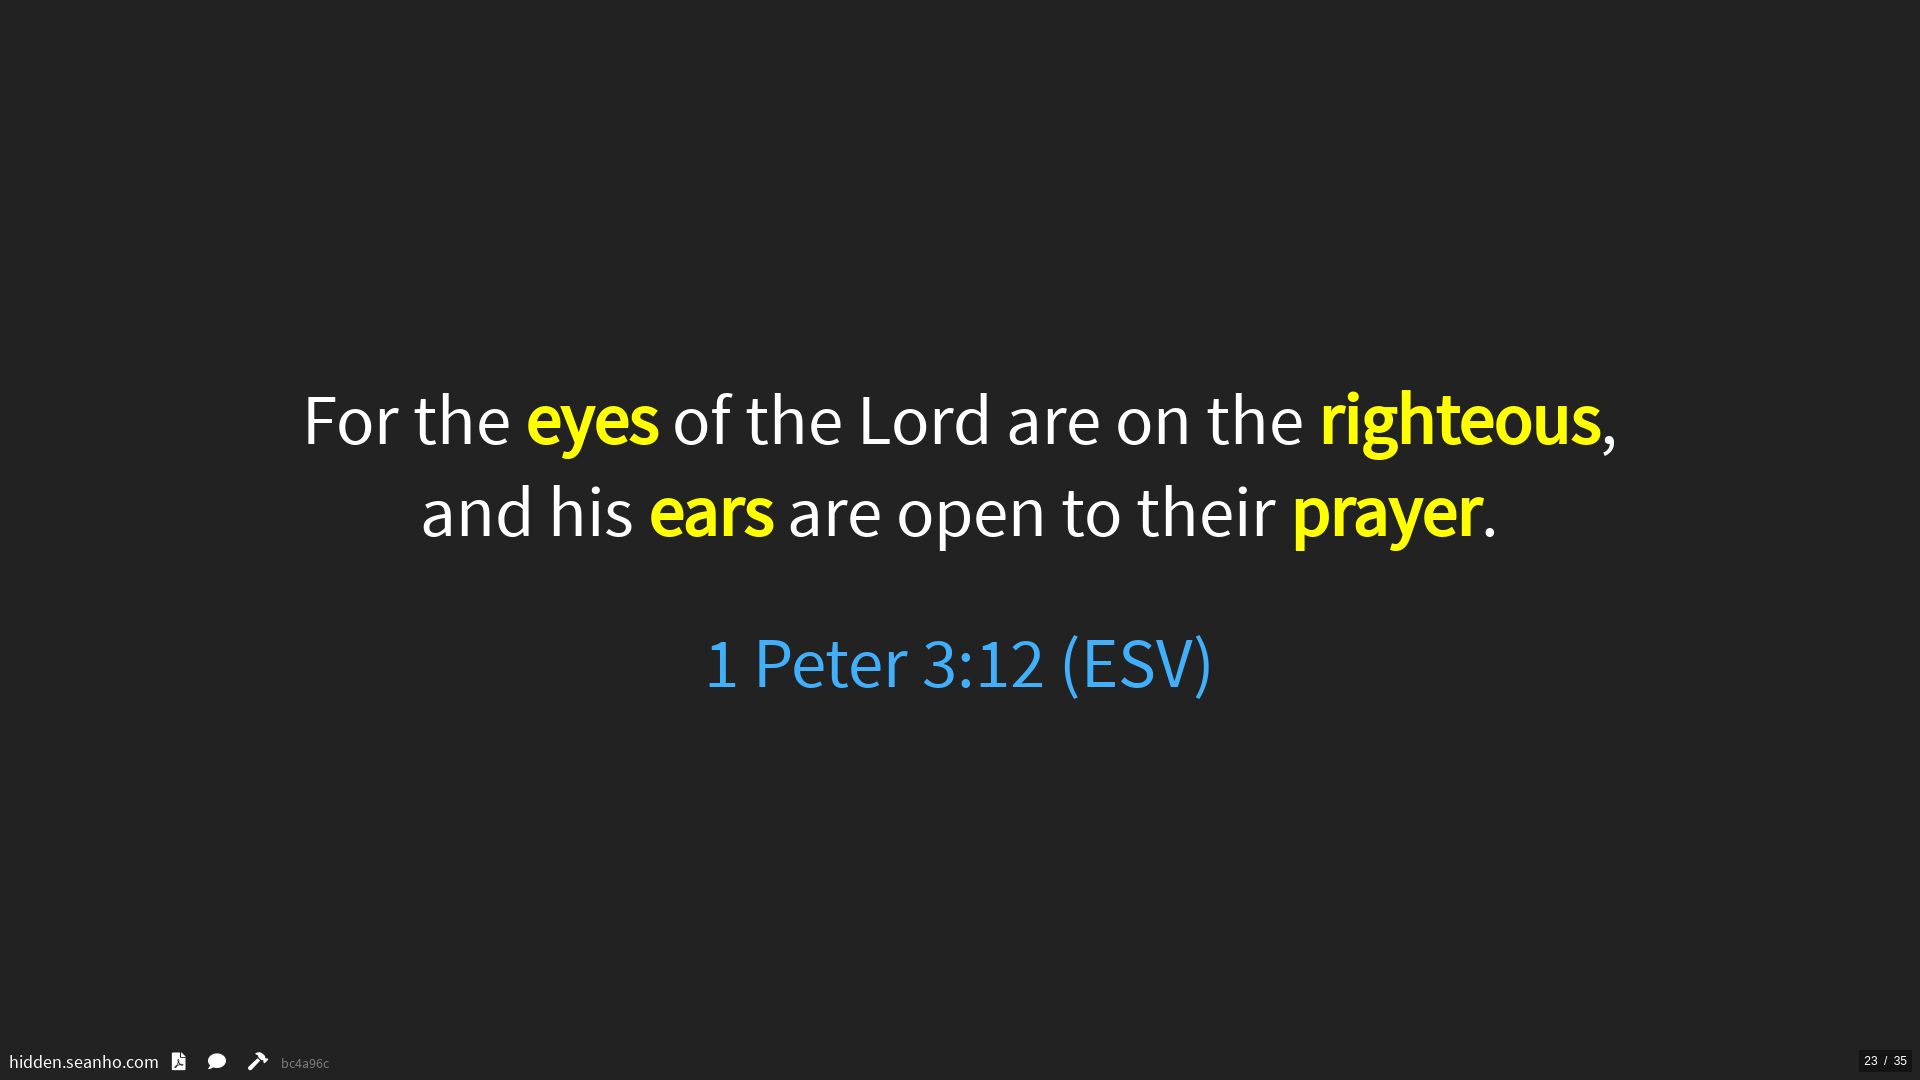 For the eyes of the Lord are on the righteous,
and his ears are open to their prayer.
1 Peter 3:12 (ESV)
hidden.seanho.com bc4a96c
23 / 35